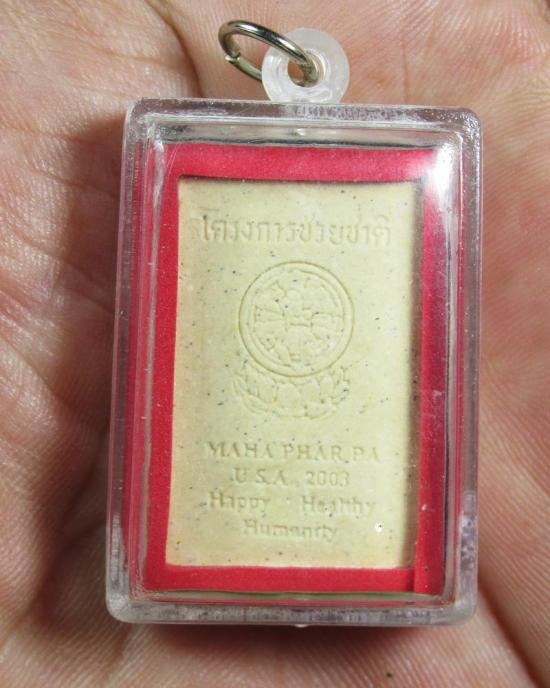 โครงการช่วยชาติ
MAHA PHAR PA
U.S.A. 2003
Happy Healthy
Humanity